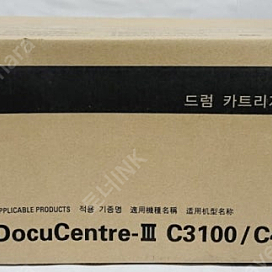 드럼 카트리지
APPLICABLE PRODUCTS 적용 기종명 適用機種名稱 适用机型名称
DocuCentre-Ⅲ C3100/C4